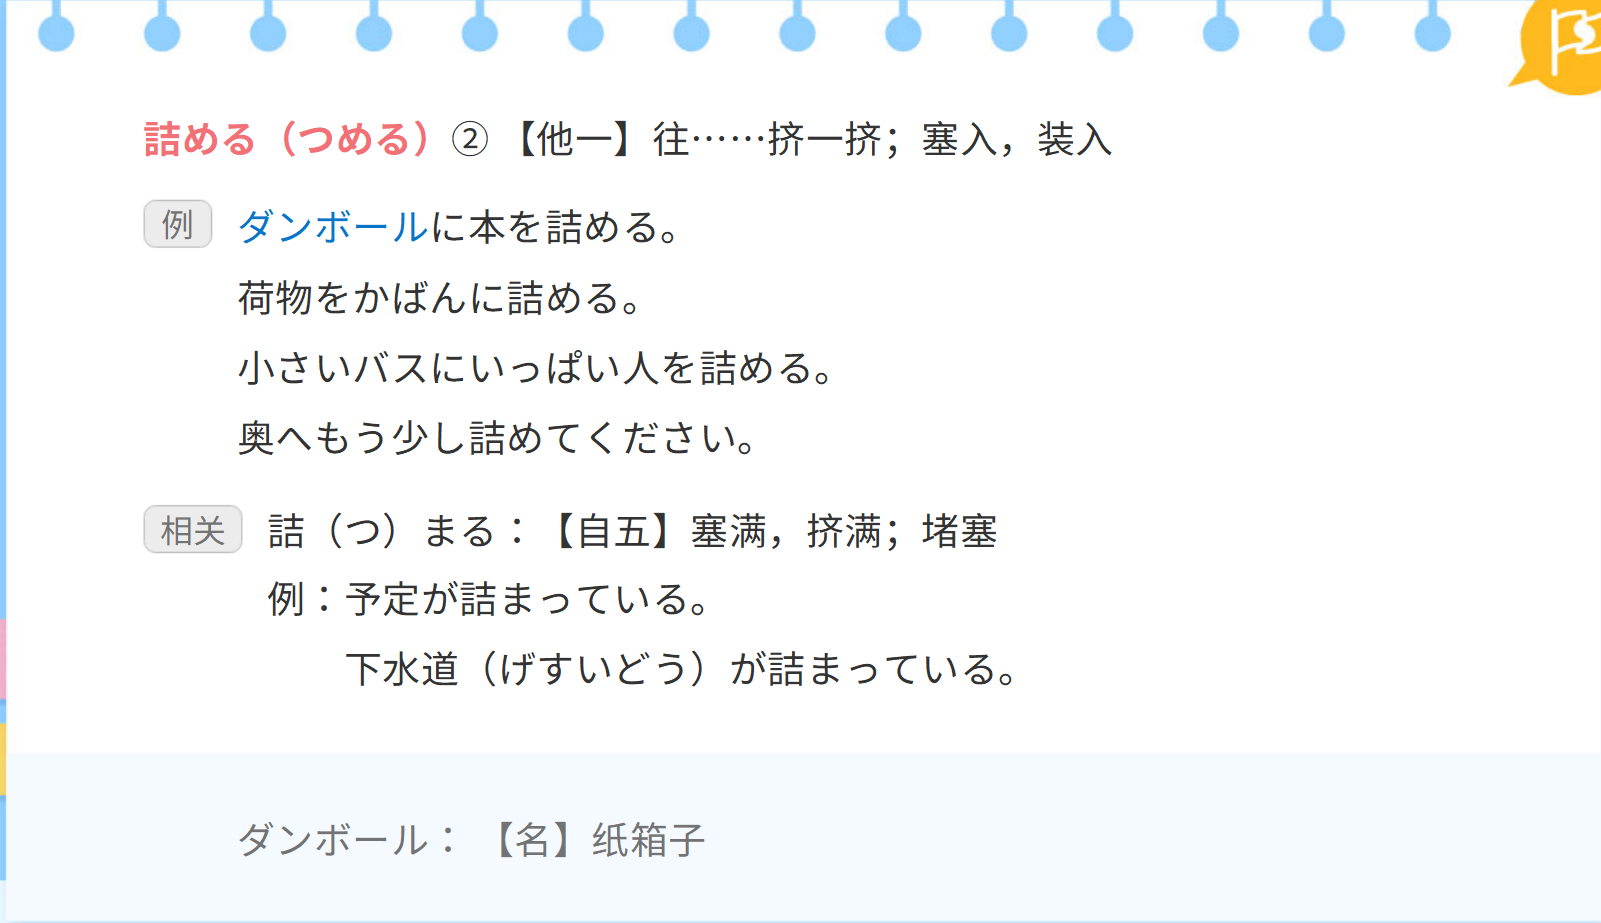 詰める（つめる）② 【他一】往……挤一挤；塞入，装入
例 ダンボールに本を詰める。
荷物をかばんに詰める。
小さいバスにいっぱい人を詰める。
奥へもう少し詰めてください。
相关 詰（つ）まる：【自五】塞满，挤满；堵塞
例：予定が詰まっている。
下水道（げすいどう）が詰まっている。
ダンボール： 【名】纸箱子